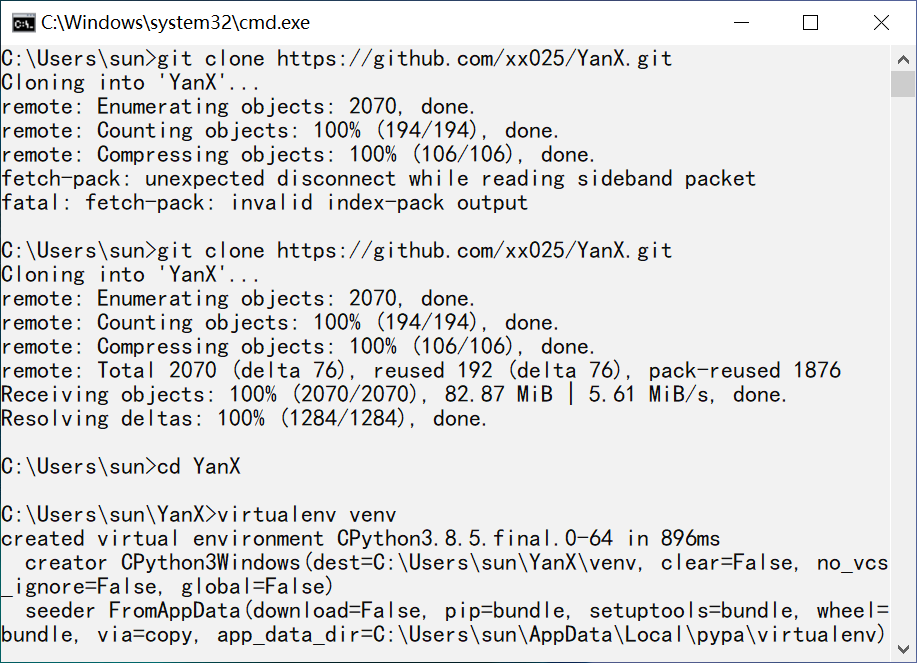 C:\Windows\system32\cmd.exe
C:\Users\sun>git clone https://github.com/xx025/YanX.git
Cloning into 'YanX'...
remote: Enumerating objects: 2070, done.
remote: Counting objects: 100% (194/194), done.
remote: Compressing objects: 100% (106/106), done.
fetch-pack: unexpected disconnect while reading sideband packet
fatal: fetch-pack: invalid index-pack output
C:\Users\sun>git clone https://github.com/xx025/YanX.git
Cloning into 'YanX'...
remote: Enumerating objects: 2070, done.
remote: Counting objects: 100% (194/194), done.
remote: Compressing objects: 100% (106/106), done.
remote: Total 2070 (delta 76), reused 192 (delta 76), pack-reused 1876
Receiving objects: 100% (2070/2070), 82.87 MiB | 5.61 MiB/s, done.
Resolving deltas: 100% (1284/1284), done.
C:\Users\sun>cd YanX
C:\Users\sun\YanX>virtualenv venv
created virtual environment CPython3.8.5.final.0-64 in 896ms
  creator CPython3Windows(dest=C:\Users\sun\YanX\venv, clear=False, no_vcs
_ignore=False, global=False)
  seeder FromAppData(download=False, pip=bundle, setuptools=bundle, wheel=
bundle, via=copy, app_data_dir=C:\Users\sun\AppData\Local\pypa\virtualenv)